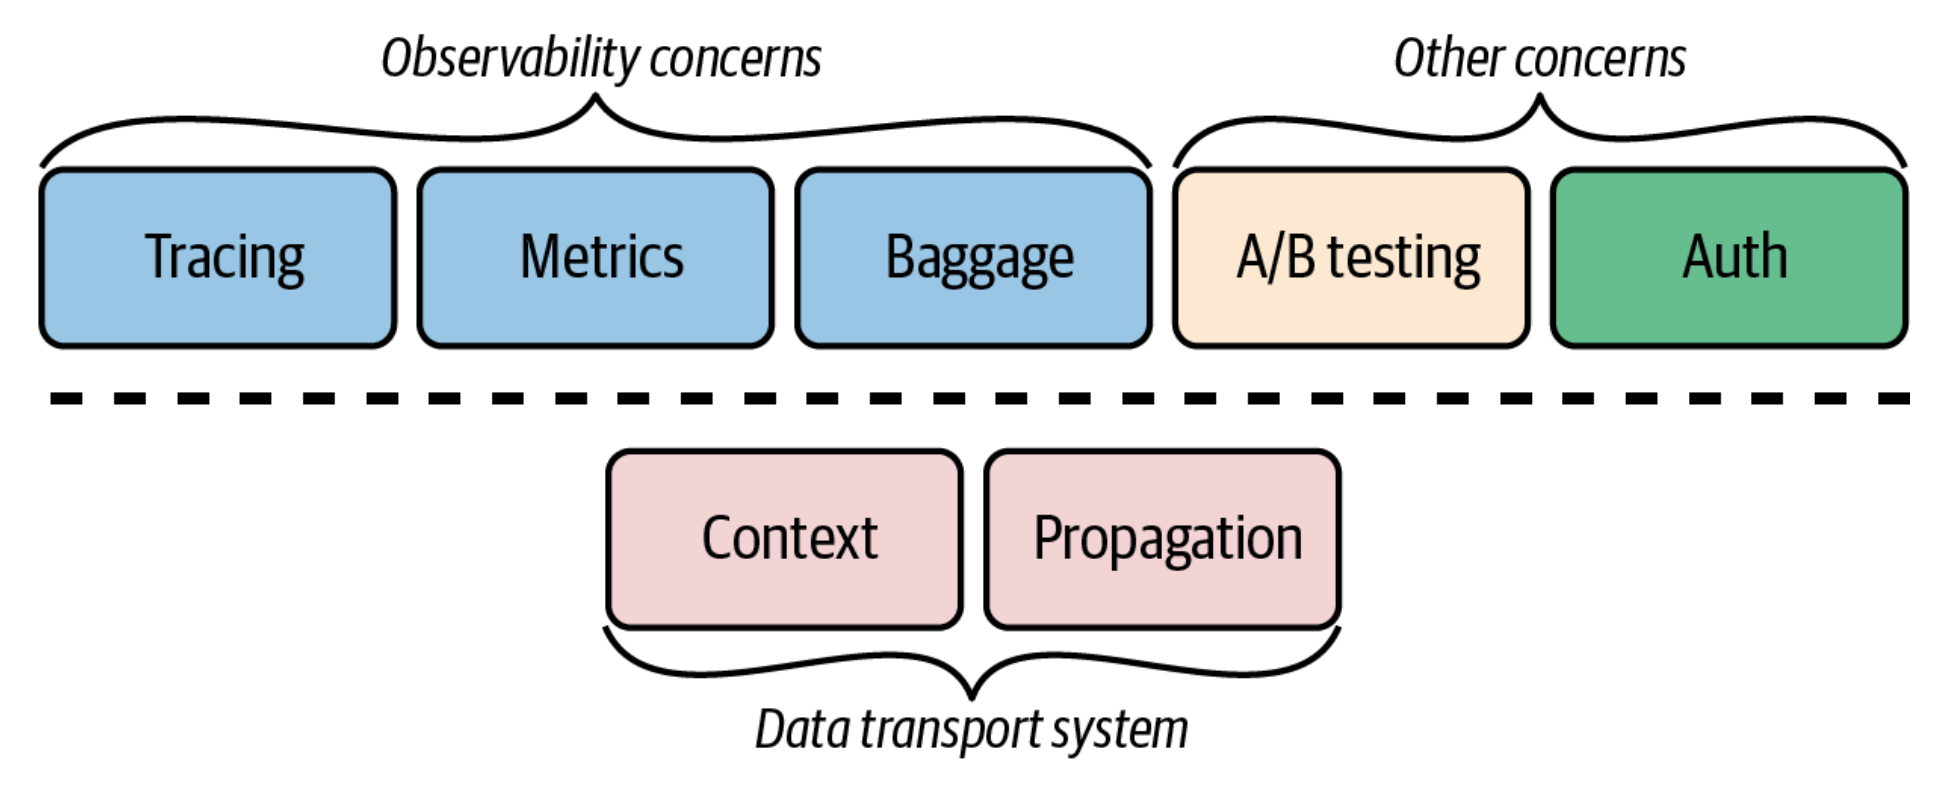 Observability concerns
Other concerns
Tracing
Metrics
Baggage
A/B testing
Auth
Context
Propagation
Data transport system